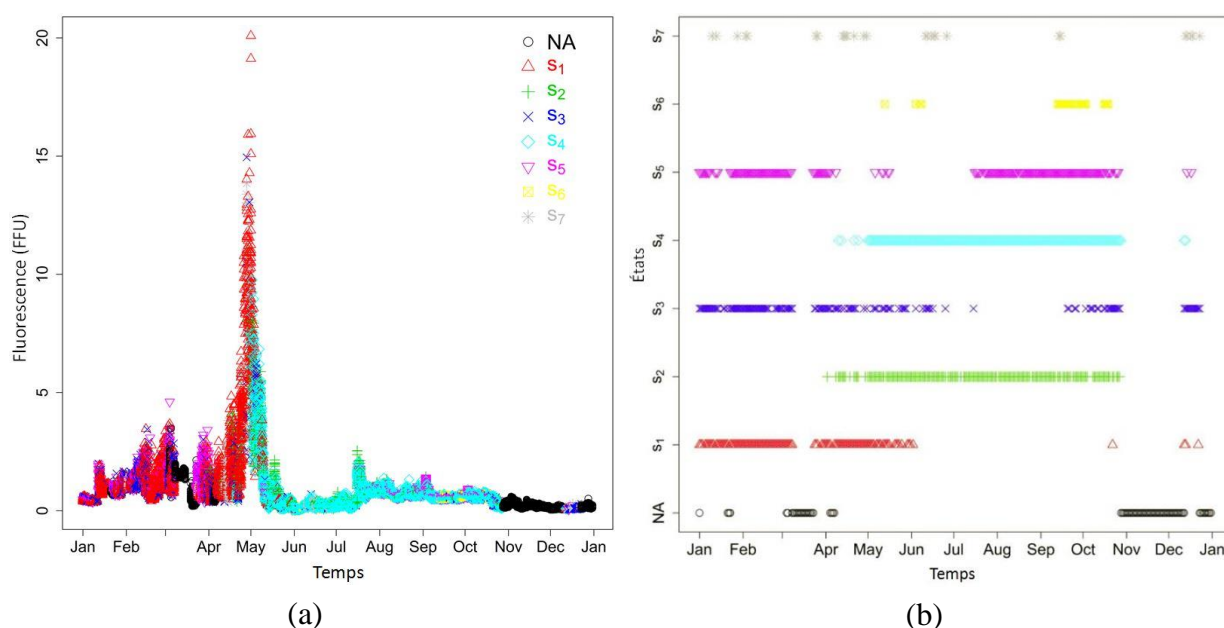 20
15
10
5
0
Fluorescence (FFU)
NA
s1
s2
s3
s4
s5
s6
s7
Jan Feb Apr May Jun Jul Aug Sep Oct Nov Dec Jan
Temps
(a)
s7
s6
s5
s4
s3
s2
s1
NA
États
Jan Feb Apr May Jun Jul Aug Sep Oct Nov Dec Jan
Temps
(b)